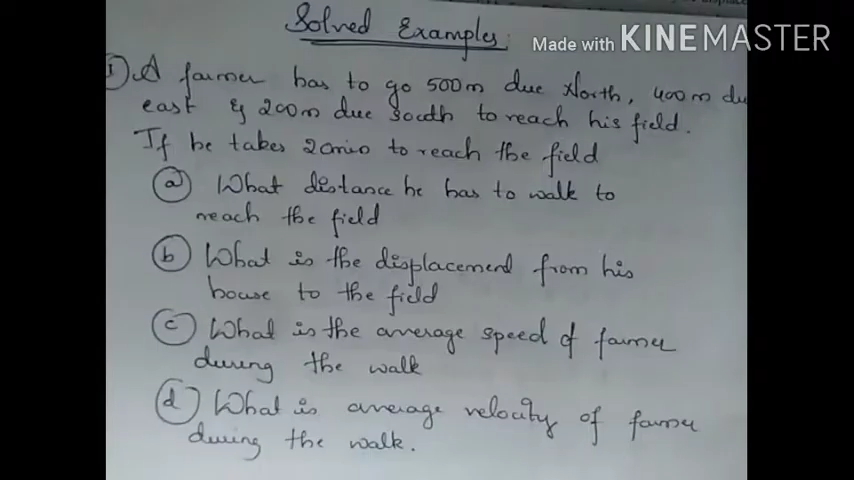 Solved Examples
Made with KINEMASTER
1) A farmer has to go 500m due North, 400m du
east & 200m due south to reach his field.
If he takes 20min to reach the field
(a) What distance he has to walk to
reach the field
(b) What is the displacement from his
house to the field
(c) What is the average speed of farmer
during the walk
(d) What is average velocity of farmer
during the walk.